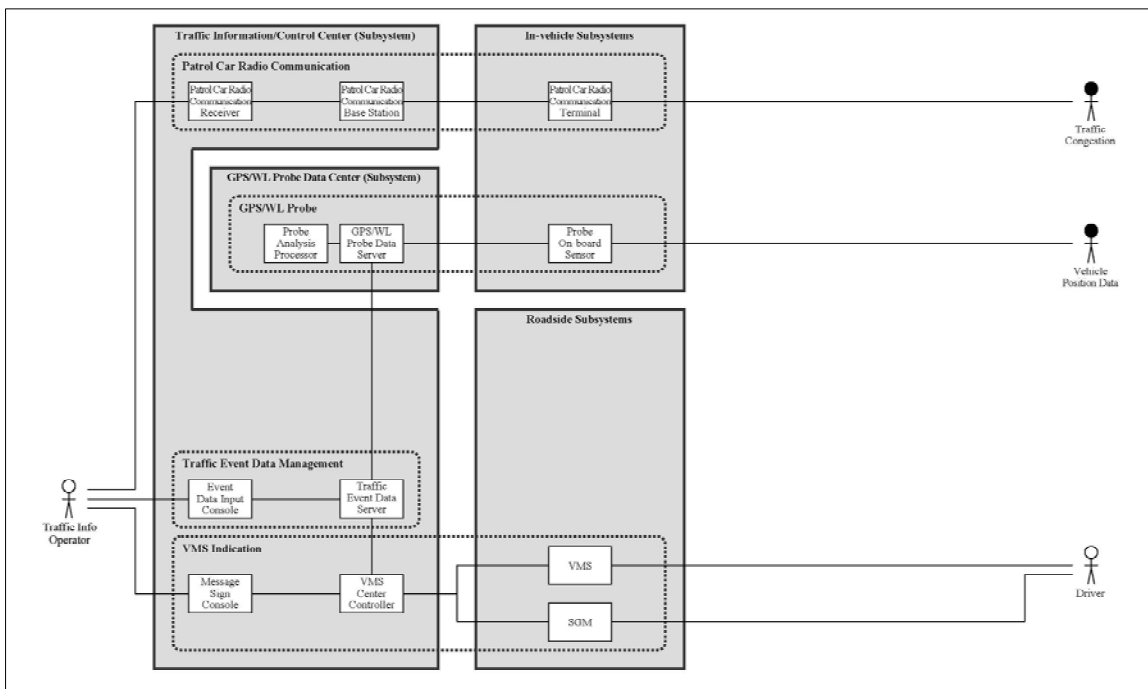 Traffic Information/Control Center (Subsystem)
In-vehicle Subsystems
Patrol Car Radio Communication
Patrol Car Radio
Communication
Receiver
Patrol Car Radio
Communication
Base Station
Patrol Car Radio
Communication
Terminal
Traffic
Congestion
GPS/WL Probe Data Center (Subsystem)
GPS/WL Probe
Probe
Analysis
Processor
GPS/WL
Probe Data
Server
Probe
On-board
Sensor
Vehicle
Position Data
Roadside Subsystems
Traffic Event Data Management
Event
Data Input
Console
Traffic
Event Data
Server
Traffic Info
Operator
VMS Indication
Message
Sign
Console
VMS
Center
Controller
VMS
SGM
Driver